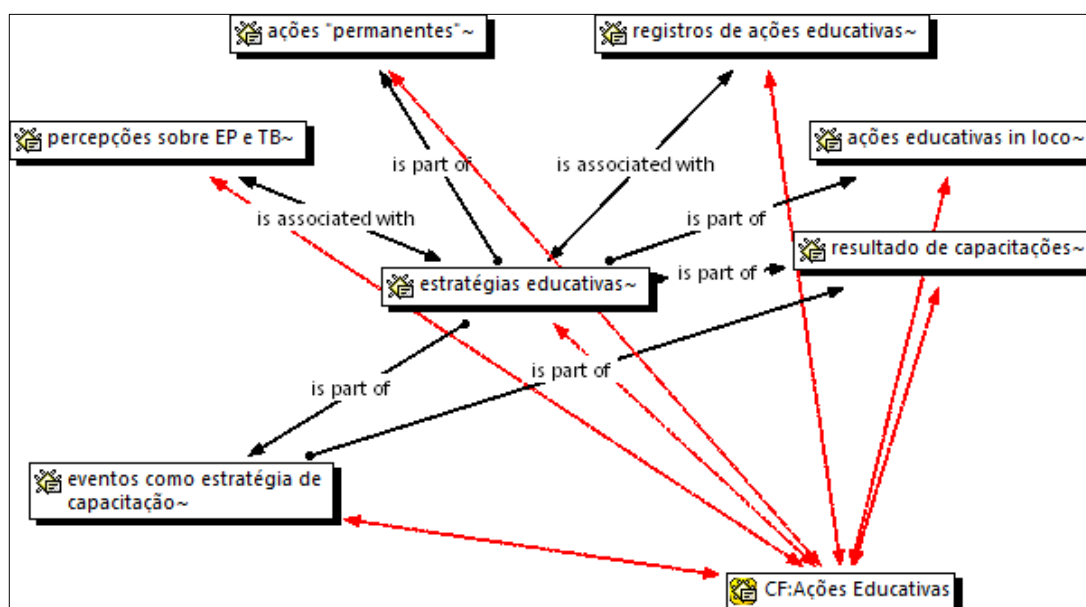 ações "permanentes"~
registros de ações educativas~
percepções sobre EP e TB~
ações educativas in loco~
is part of
is associated with
is associated with
is part of
resultado de capacitações~
is part of
estratégias educativas~
is part of
is part of
eventos como estratégia de
capacitação~
CF:Ações Educativas